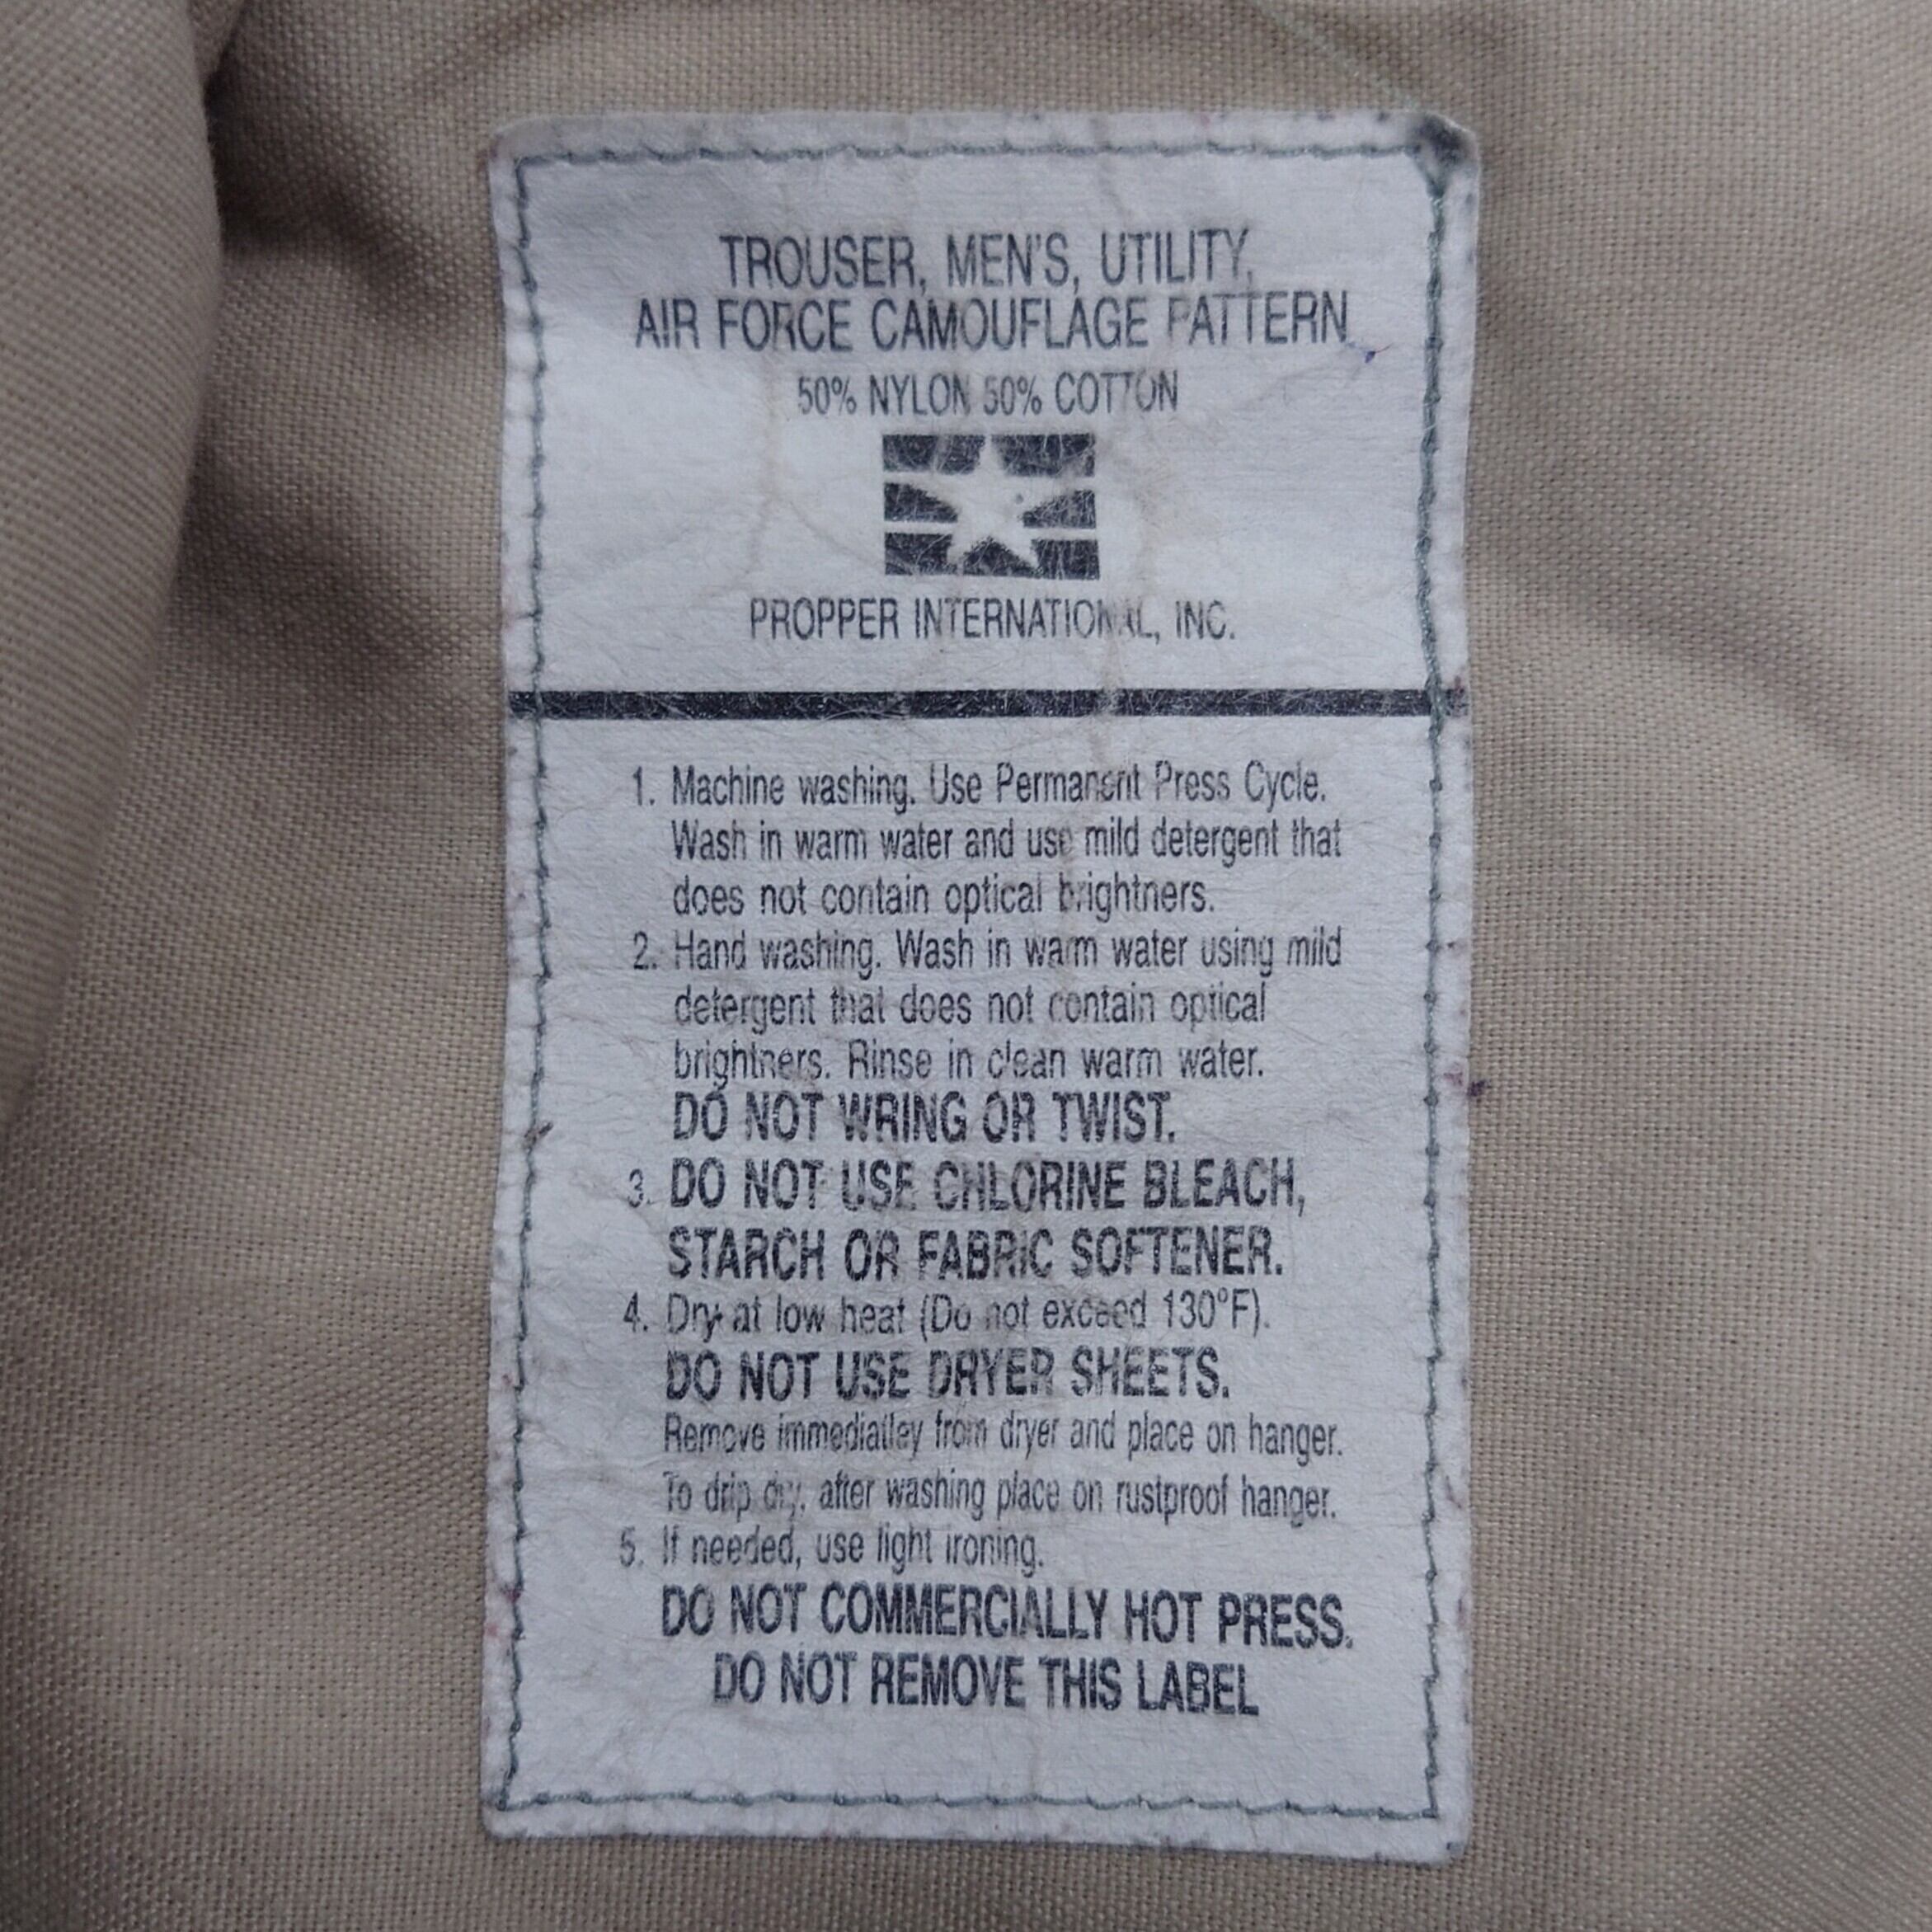 TROUSER, MEN'S, UTILITY,
AIR FORCE CAMOUFLAGE PATTERN
50% NYLON 50% COTTON
PROPPER INTERNATIONAL, INC.
1. Machine washing. Use Permanent Press Cycle.
Wash in warm water and use mild detergent that
does not contain optical brightners.
2. Hand washing. Wash in warm water using mild
detergent that does not contain optical
brightners. Rinse in clean warm water.
DO NOT WRING OR TWIST.
3. DO NOT USE CHLORINE BLEACH,
STARCH OR FABRIC SOFTENER.
4. Dry at low heat (Do not exceed 130°F).
DO NOT USE DRYER SHEETS.
Remove immediatley from dryer and place on hanger.
To drip dry, after washing place on rustproof hanger.
5. If needed, use light ironing.
DO NOT COMMERCIALLY HOT PRESS.
DO NOT REMOVE THIS LABEL